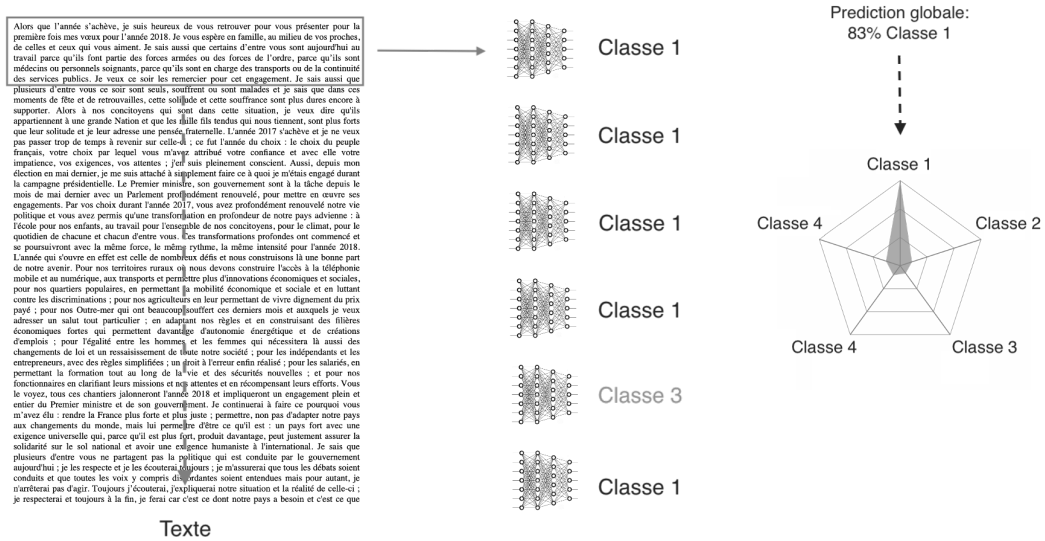 Alors que l'année s'achève, je suis heureux de vous retrouver pour vous présenter pour la
première fois mes vœux pour l'année 2018. Je vous espère en famille, au milieu de vos proches,
de celles et ceux qui vous aiment. Je sais aussi que certains d'entre vous sont aujourd'hui au
travail parce qu'ils font partie des forces armées ou des forces de l'ordre, parce qu'ils sont
médecins ou personnels soignants, parce qu'ils sont en charge des transports ou de la continuité
des services publics. Je veux ce soir les remercier pour cet engagement. Je sais aussi que
plusieurs d'entre vous ce soir sont seuls, souffrent ou sont malades et je sais que dans ces
moments de fête et de retrouvailles, cette solitude et cette souffrance sont plus dures encore à
supporter. Alors à nos concitoyens qui sont dans cette situation, je veux dire qu'ils
appartiennent à une grande Nation et que les mille fils tendus qui nous tiennent, sont plus forts
que leur solitude et je leur adresse une pensée fraternelle. L'année 2017 s'achève et je ne veux
pas passer trop de temps à revenir sur celle-ci ; ce fut l'année du choix : le choix du peuple
français, votre choix par lequel vous m'avez attribué votre confiance et avec elle votre
impatience, vos exigences, vos attentes ; j'en suis pleinement conscient. Aussi, depuis mon
élection en mai dernier, je me suis attaché à simplement faire ce à quoi je m'étais engagé durant
la campagne présidentielle. Le Premier ministre, son gouvernement sont à la tâche depuis le
mois de mai dernier avec un Parlement profondément renouvelé, pour mettre en œuvre ses
engagements. Par vos choix durant l'année 2017, vous avez profondément renouvelé notre vie
politique et vous avez permis qu'une transformation en profondeur de notre pays advienne : à
l'école pour nos enfants, au travail pour l'ensemble de nos concitoyens, pour le climat, pour le
quotidien de chacune et chacun d'entre vous. Ces transformations profondes ont commencé et
se poursuivront avec la même force, le même rythme, la même intensité pour l'année 2018.
L'année qui s'ouvre en effet est celle de nombreux défis et nous construisons là une bonne part
de notre avenir. Pour nos territoires ruraux où nous devons construire l'accès à la téléphonie
mobile et au numérique, aux transports et permettre plus d'innovations économiques et sociales,
pour nos quartiers populaires, en permettant la mobilité économique et sociale et en luttant
contre les discriminations ; pour nos agriculteurs en leur permettant de vivre dignement du prix
payé ; pour nos Outre-mer qui ont beaucoup souffert ces derniers mois et auxquels je veux
adresser un salut tout particulier ; en adaptant nos règles et en construisant des filières
économiques fortes qui permettent davantage d'autonomie énergétique et de créations
d'emplois ; pour l'égalité entre les hommes et les femmes qui nécessitera là aussi des
changements de loi et un ressaisissement de toute notre société ; pour les indépendants et les
entrepreneurs, avec des règles simplifiées ; un droit à l'erreur enfin réalisé ; pour les salariés, en
permettant la formation tout au long de la vie et des sécurités nouvelles ; et pour nos
fonctionnaires en clarifiant leurs missions et nos attentes et en récompensant leurs efforts. Vous
le voyez, tous ces chantiers jalonneront l'année 2018 et impliqueront un engagement plein et
entier du Premier ministre et de son gouvernement. Je continuerai à faire ce pourquoi vous
m'avez élu : rendre la France plus forte et plus juste ; permettre, non pas d'adapter notre pays
aux changements du monde, mais lui permettre d'être ce qu'il est : un pays fort avec une
exigence universelle qui, parce qu'il est plus fort, produit davantage, peut justement assurer la
solidarité sur le sol national et avoir une exigence humaniste à l'international. Je sais que
plusieurs d'entre vous ne partagent pas la politique qui est conduite par le gouvernement
aujourd'hui ; je les respecte et je les écouterai toujours ; je m'assurerai que tous les débats soient
conduits et que toutes les voix y compris discordantes soient entendues mais pour autant, je
n'arrêterai pas d'agir. Toujours j'écouterai, j'expliquerai notre situation et la réalité de celle-ci ;
je respecterai et toujours à la fin, je ferai car c'est ce dont notre pays a besoin et c'est ce que
Texte
Classe 1
Classe 1
Classe 1
Classe 1
Classe 3
Classe 1
Prediction globale:
83% Classe 1
Classe 1
Classe 4
Classe 2
Classe 4
Classe 3